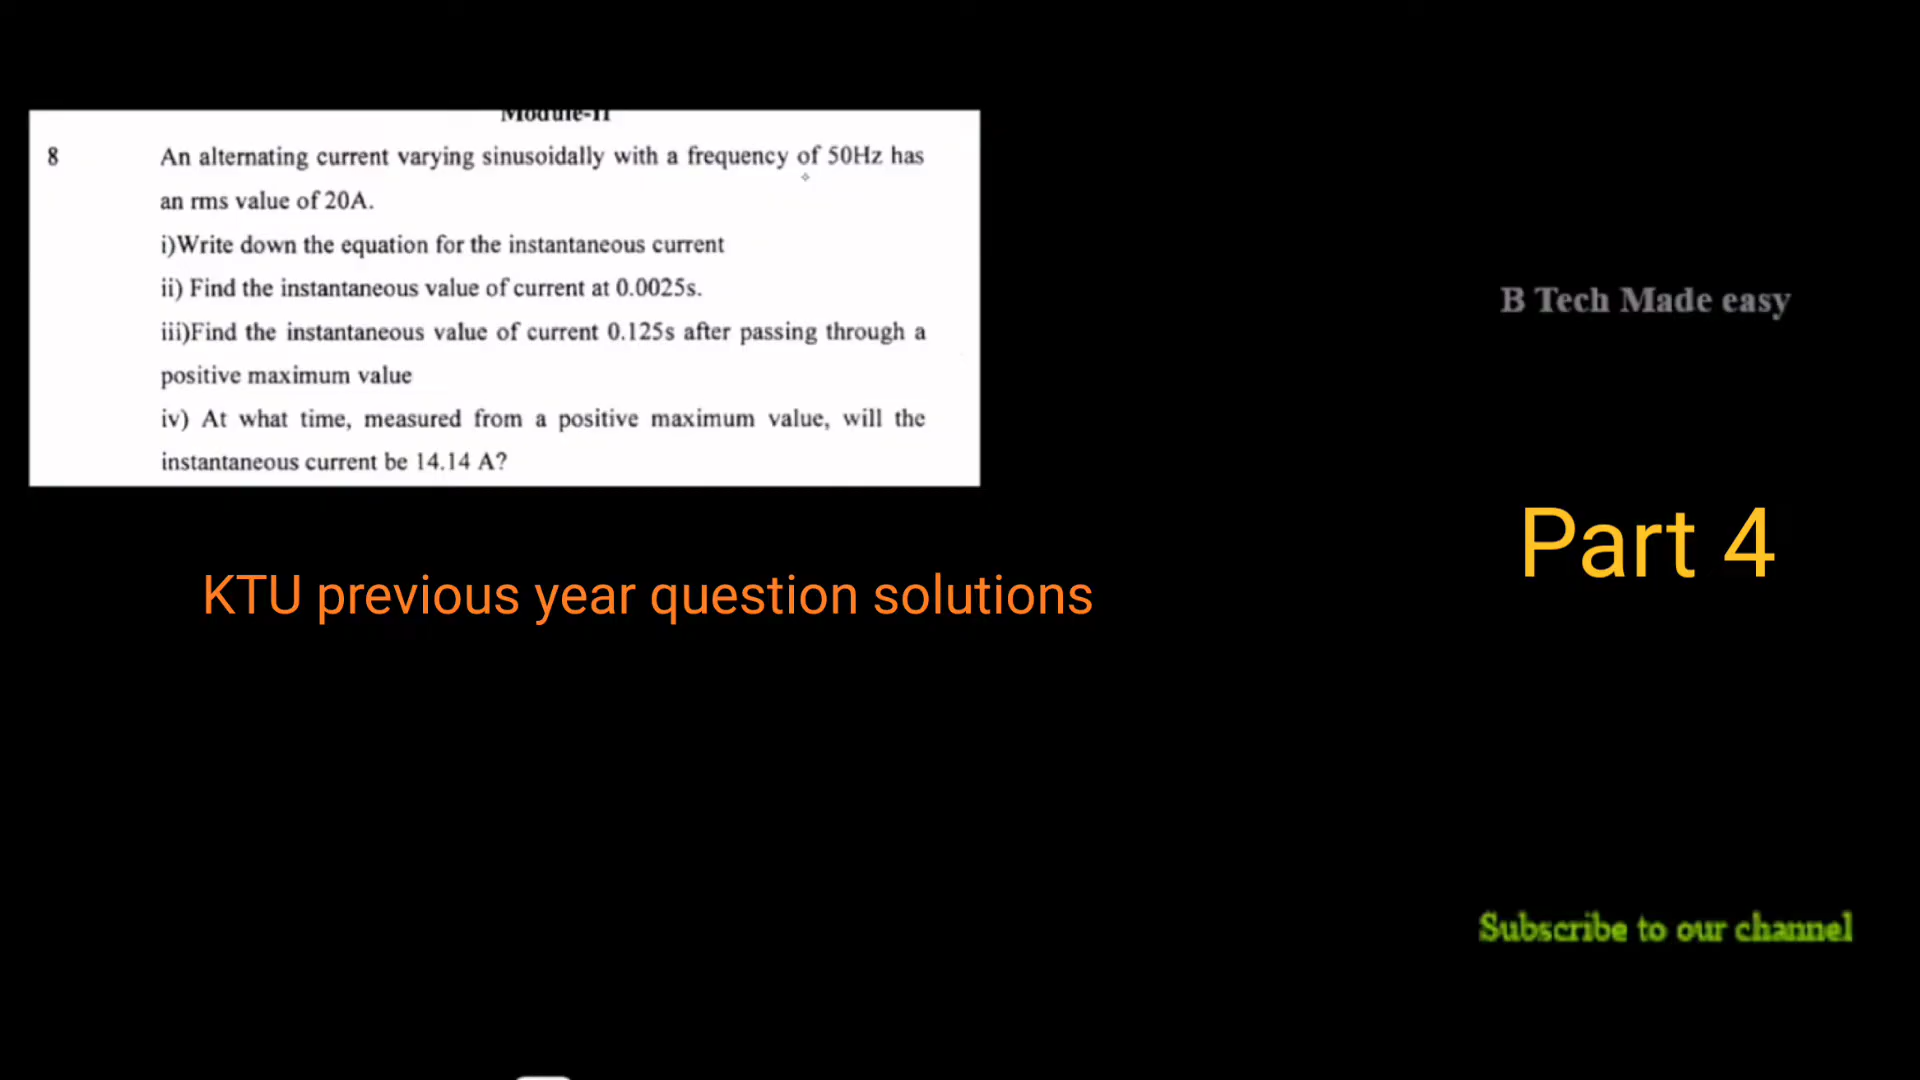 Module-II
8 An alternating current varying sinusoidally with a frequency of 50Hz has
an rms value of 20A.
i)Write down the equation for the instantaneous current
ii) Find the instantaneous value of current at 0.0025s.
iii)Find the instantaneous value of current 0.125s after passing through a
positive maximum value
iv) At what time, measured from a positive maximum value, will the
instantaneous current be 14.14 A?
B Tech Made easy
Part 4
KTU previous year question solutions
Subscribe to our channel